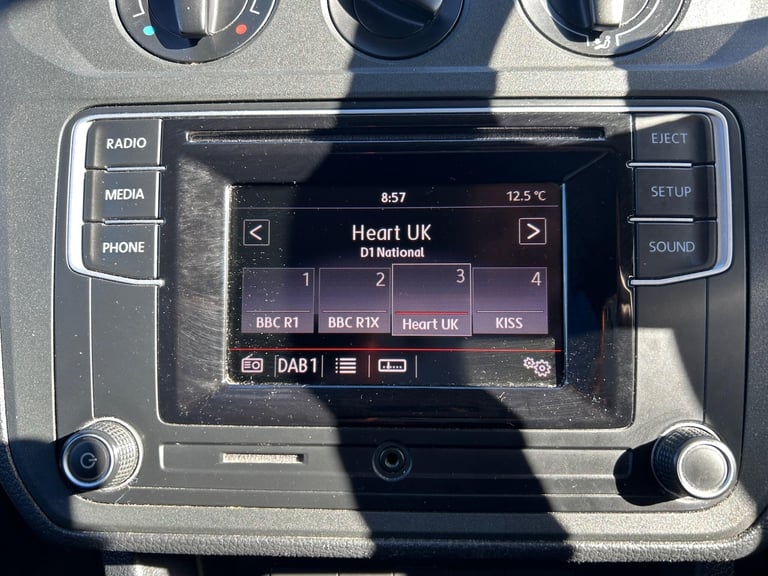 RADIO
MEDIA
PHONE
EJECT
SETUP
SOUND
8:57
12.5 °C
<
Heart UK
>
D1 National
1
2
3
4
BBC R1
BBC R1X
Heart UK
KISS
DAB1